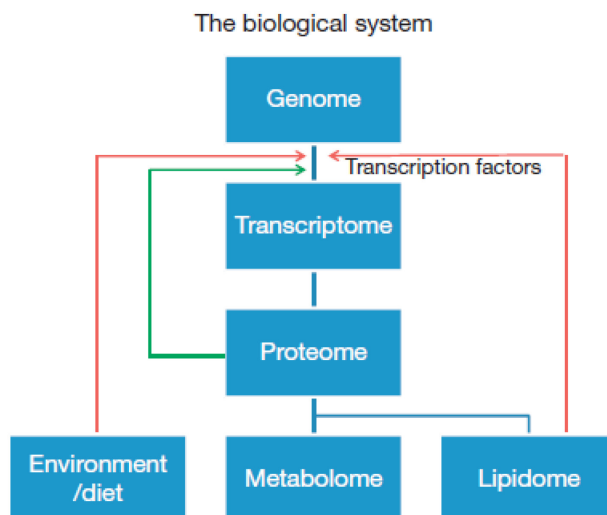 The biological system
Genome
Transcription factors
Transcriptome
Proteome
Environment
/diet
Metabolome
Lipidome